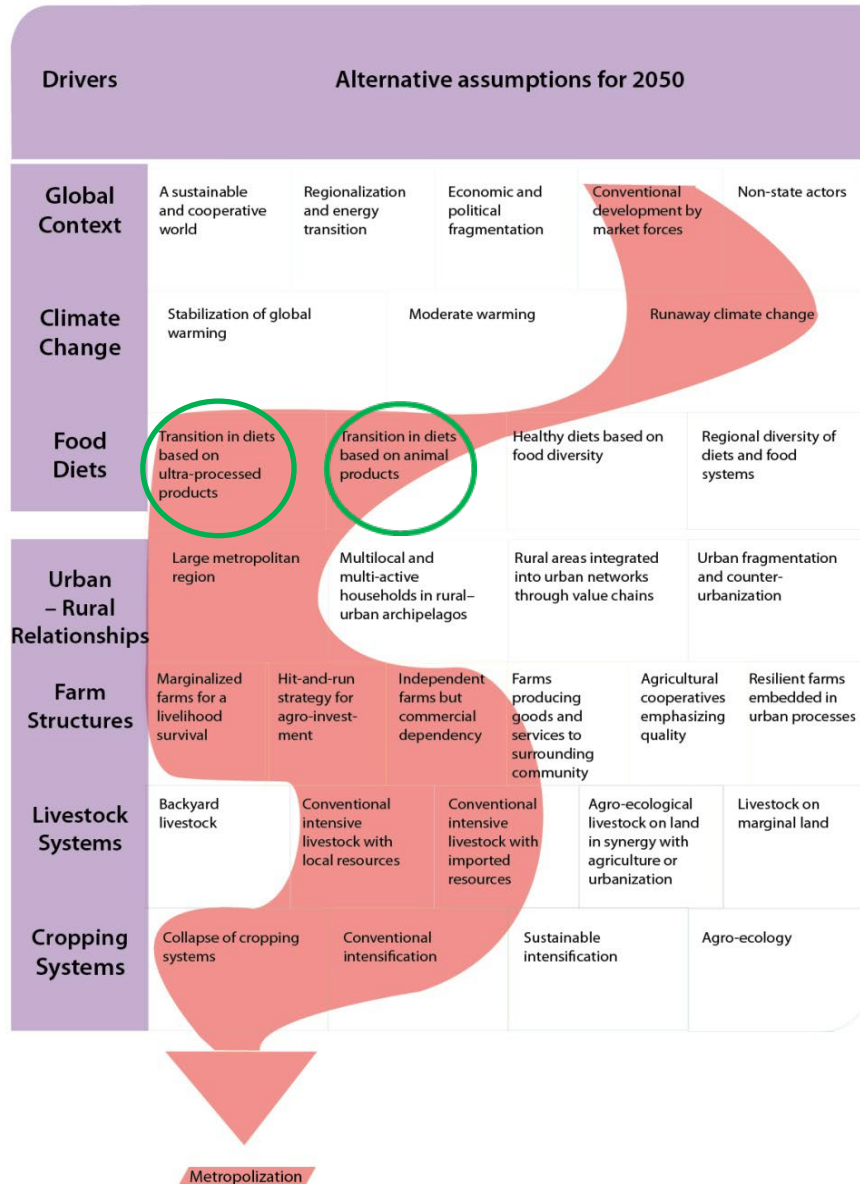 Drivers
Alternative assumptions for 2050
Global
Context
A sustainable
and cooperative
world
Regionalization
and energy
transition
Economic and
political
fragmentation
Conventional
development by
market forces
Non-state actors
Climate
Change
Stabilization of global
warming
Moderate warming
Runaway climate change
Food
Diets
Transition in diets
based on
ultra-processed
products
Transition in diets
based on animal
products
Healthy diets based on
food diversity
Regional diversity of
diets and food
systems
Urban
– Rural
Relationships
Large metropolitan
region
Multilocal and
multi-active
households in rural–
urban archipelagos
Rural areas integrated
into urban networks
through value chains
Urban fragmentation
and counter-
urbanization
Farm
Structures
Marginalized
farms for a
livelihood
survival
Hit-and-run
strategy for
agro-invest-
ment
Independent
farms but
commercial
dependency
Farms
producing
goods and
services to
surrounding
community
Agricultural
cooperatives
emphasizing
quality
Resilient farms
embedded in
urban processes
Livestock
Systems
Backyard
livestock
Conventional
intensive
livestock with
local resources
Conventional
intensive
livestock with
imported
resources
Agro-ecological
livestock on land
in synergy with
agriculture or
urbanization
Livestock on
marginal land
Cropping
Systems
Collapse of cropping
systems
Conventional
intensification
Sustainable
intensification
Agro-ecology
Metropolization